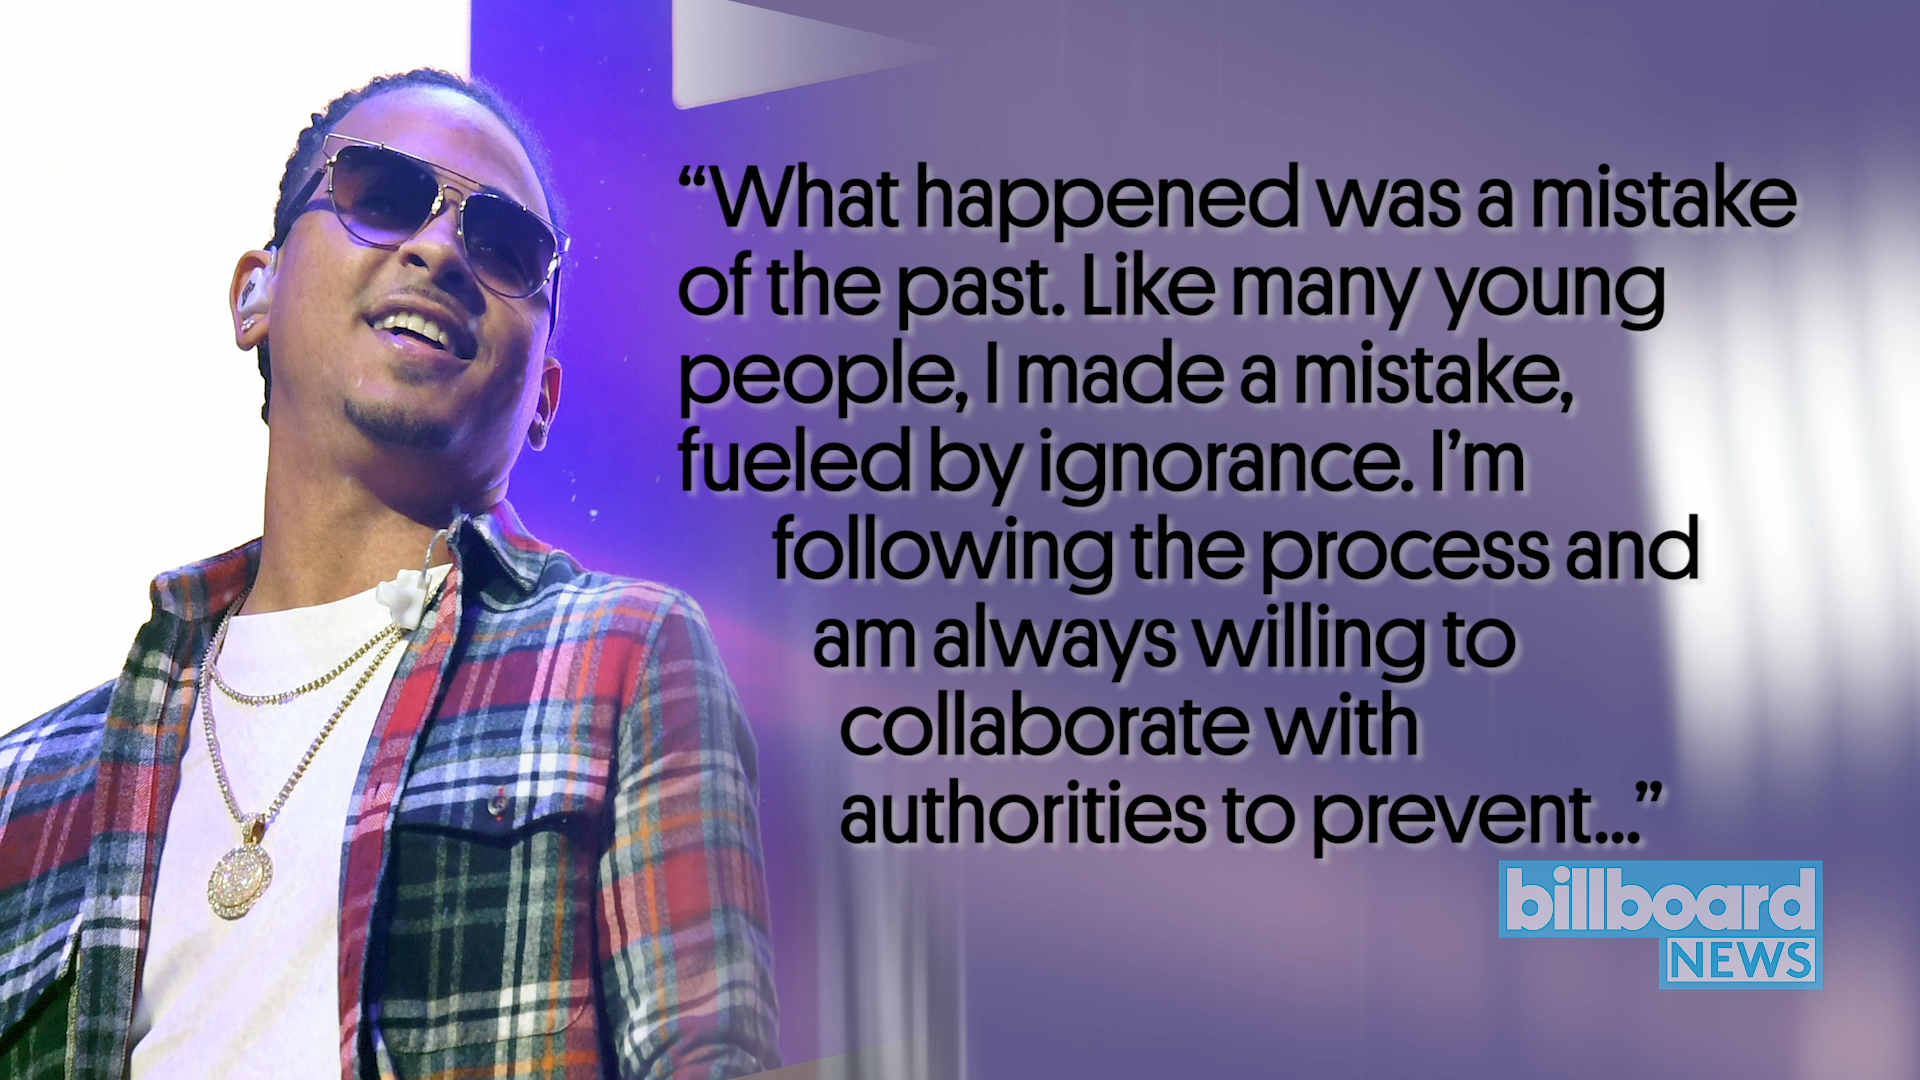 “What happened was a mistake
of the past. Like many young
people, I made a mistake,
fueled by ignorance. I’m
following the process and
am always willing to
collaborate with
authorities to prevent...”
billboard
NEWS